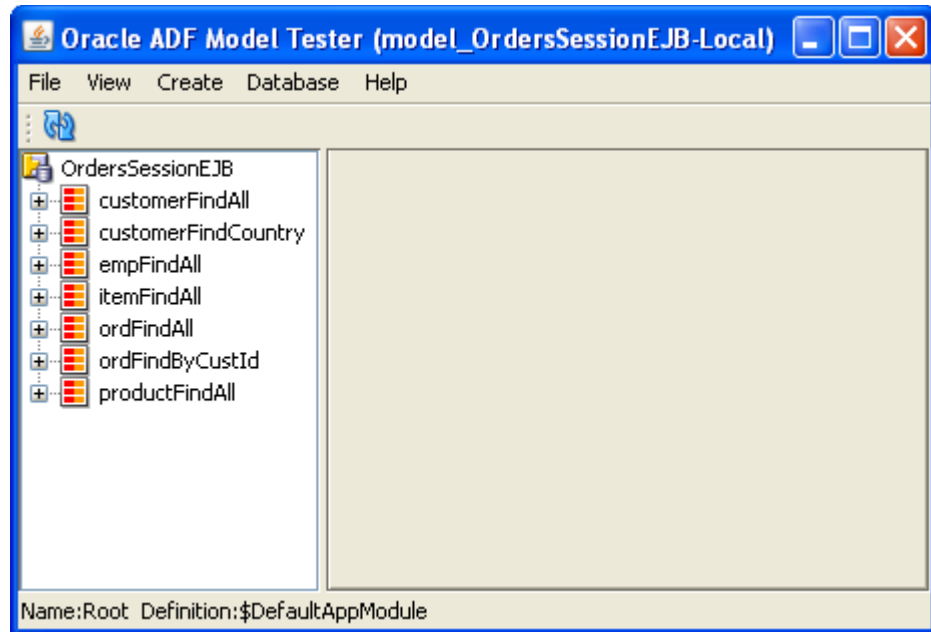 Oracle ADF Model Tester (model_OrdersSessionEJB-Local)
File View Create Database Help
OrdersSessionEJB
customerFindAll
customerFindCountry
empFindAll
itemFindAll
ordFindAll
ordFindByCustId
productFindAll
Name:Root Definition:$DefaultAppModule